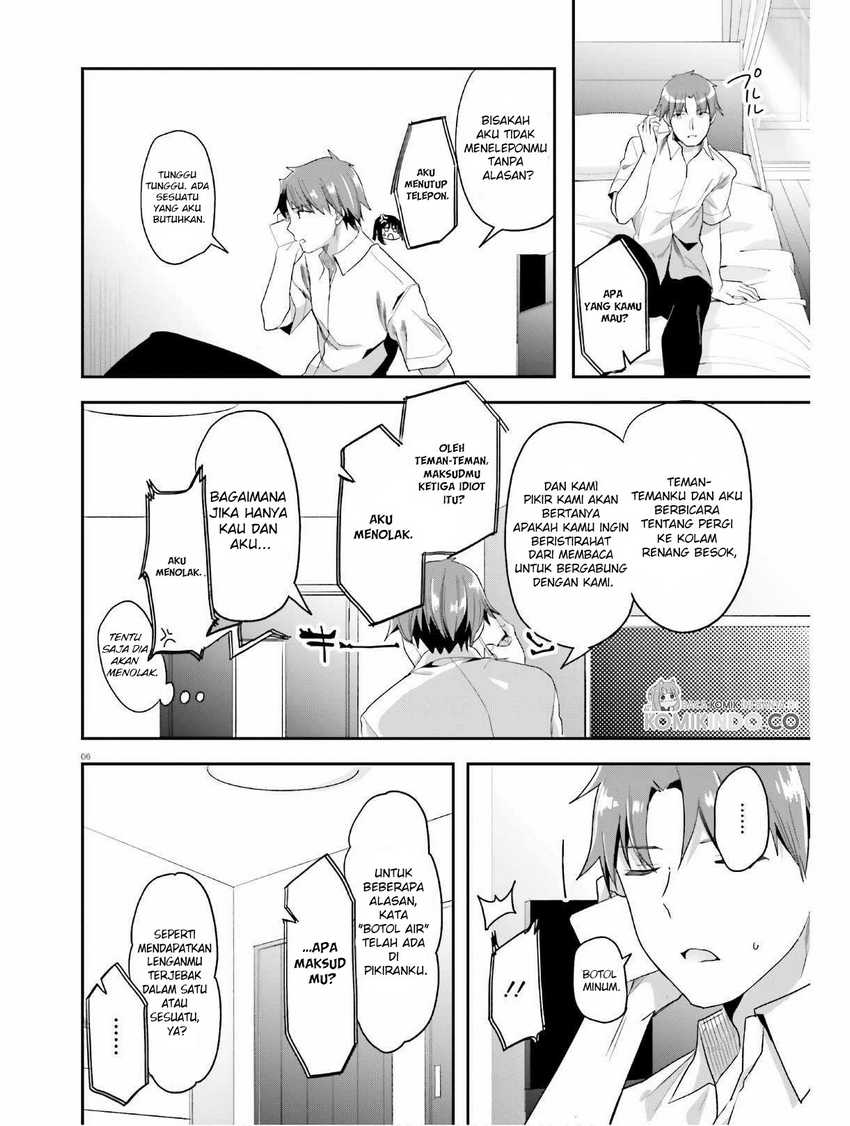 プルルル
APA
YANG KAMU
MAU?
BISAKAH
AKU TIDAK
MENELEPONMU
TANPA
ALASAN?
AKU
MENUTUP
TELEPON.
TUNGGU
TUNGGU. ADA
SESUATU
YANG AKU
BUTUHKAN.
TEMAN-
TEMANKU DAN AKU
BERBICARA
TENTANG PERGI
KE KOLAM
RENANG BESOK,
DAN KAMI
PIKIR KAMI AKAN
BERTANYA
APAKAH KAMU INGIN
BERISTIRAHAT
DARI MEMBACA
UNTUK BERGABUNG
DENGAN KAMI.
OLEH
TEMAN-TEMAN,
MAKSUDMU
KETIGA IDIOT
ITU?
AKU
MENOLAK.
BAGAIMANA
JIKA HANYA
KAU DAN
AKU...
AKU
MENOLAK.
TENTU
SAJA DIA
AKAN
MENOLAK.
キーン
KOMIKINDO.CO
06
......
BOTOL
MINUM.
!!
UNTUK
BEBERAPA
ALASAN,
KATA
"BOTOL AIR"
TELAH ADA
DI
PIKIRANKU.
...APA
MAKSUD
MU?
SEPERTI
MENDAPATKAN
LENGANMU
TERJEBAK
DALAM SATU
ATAU
SESUATU,
YA?
......